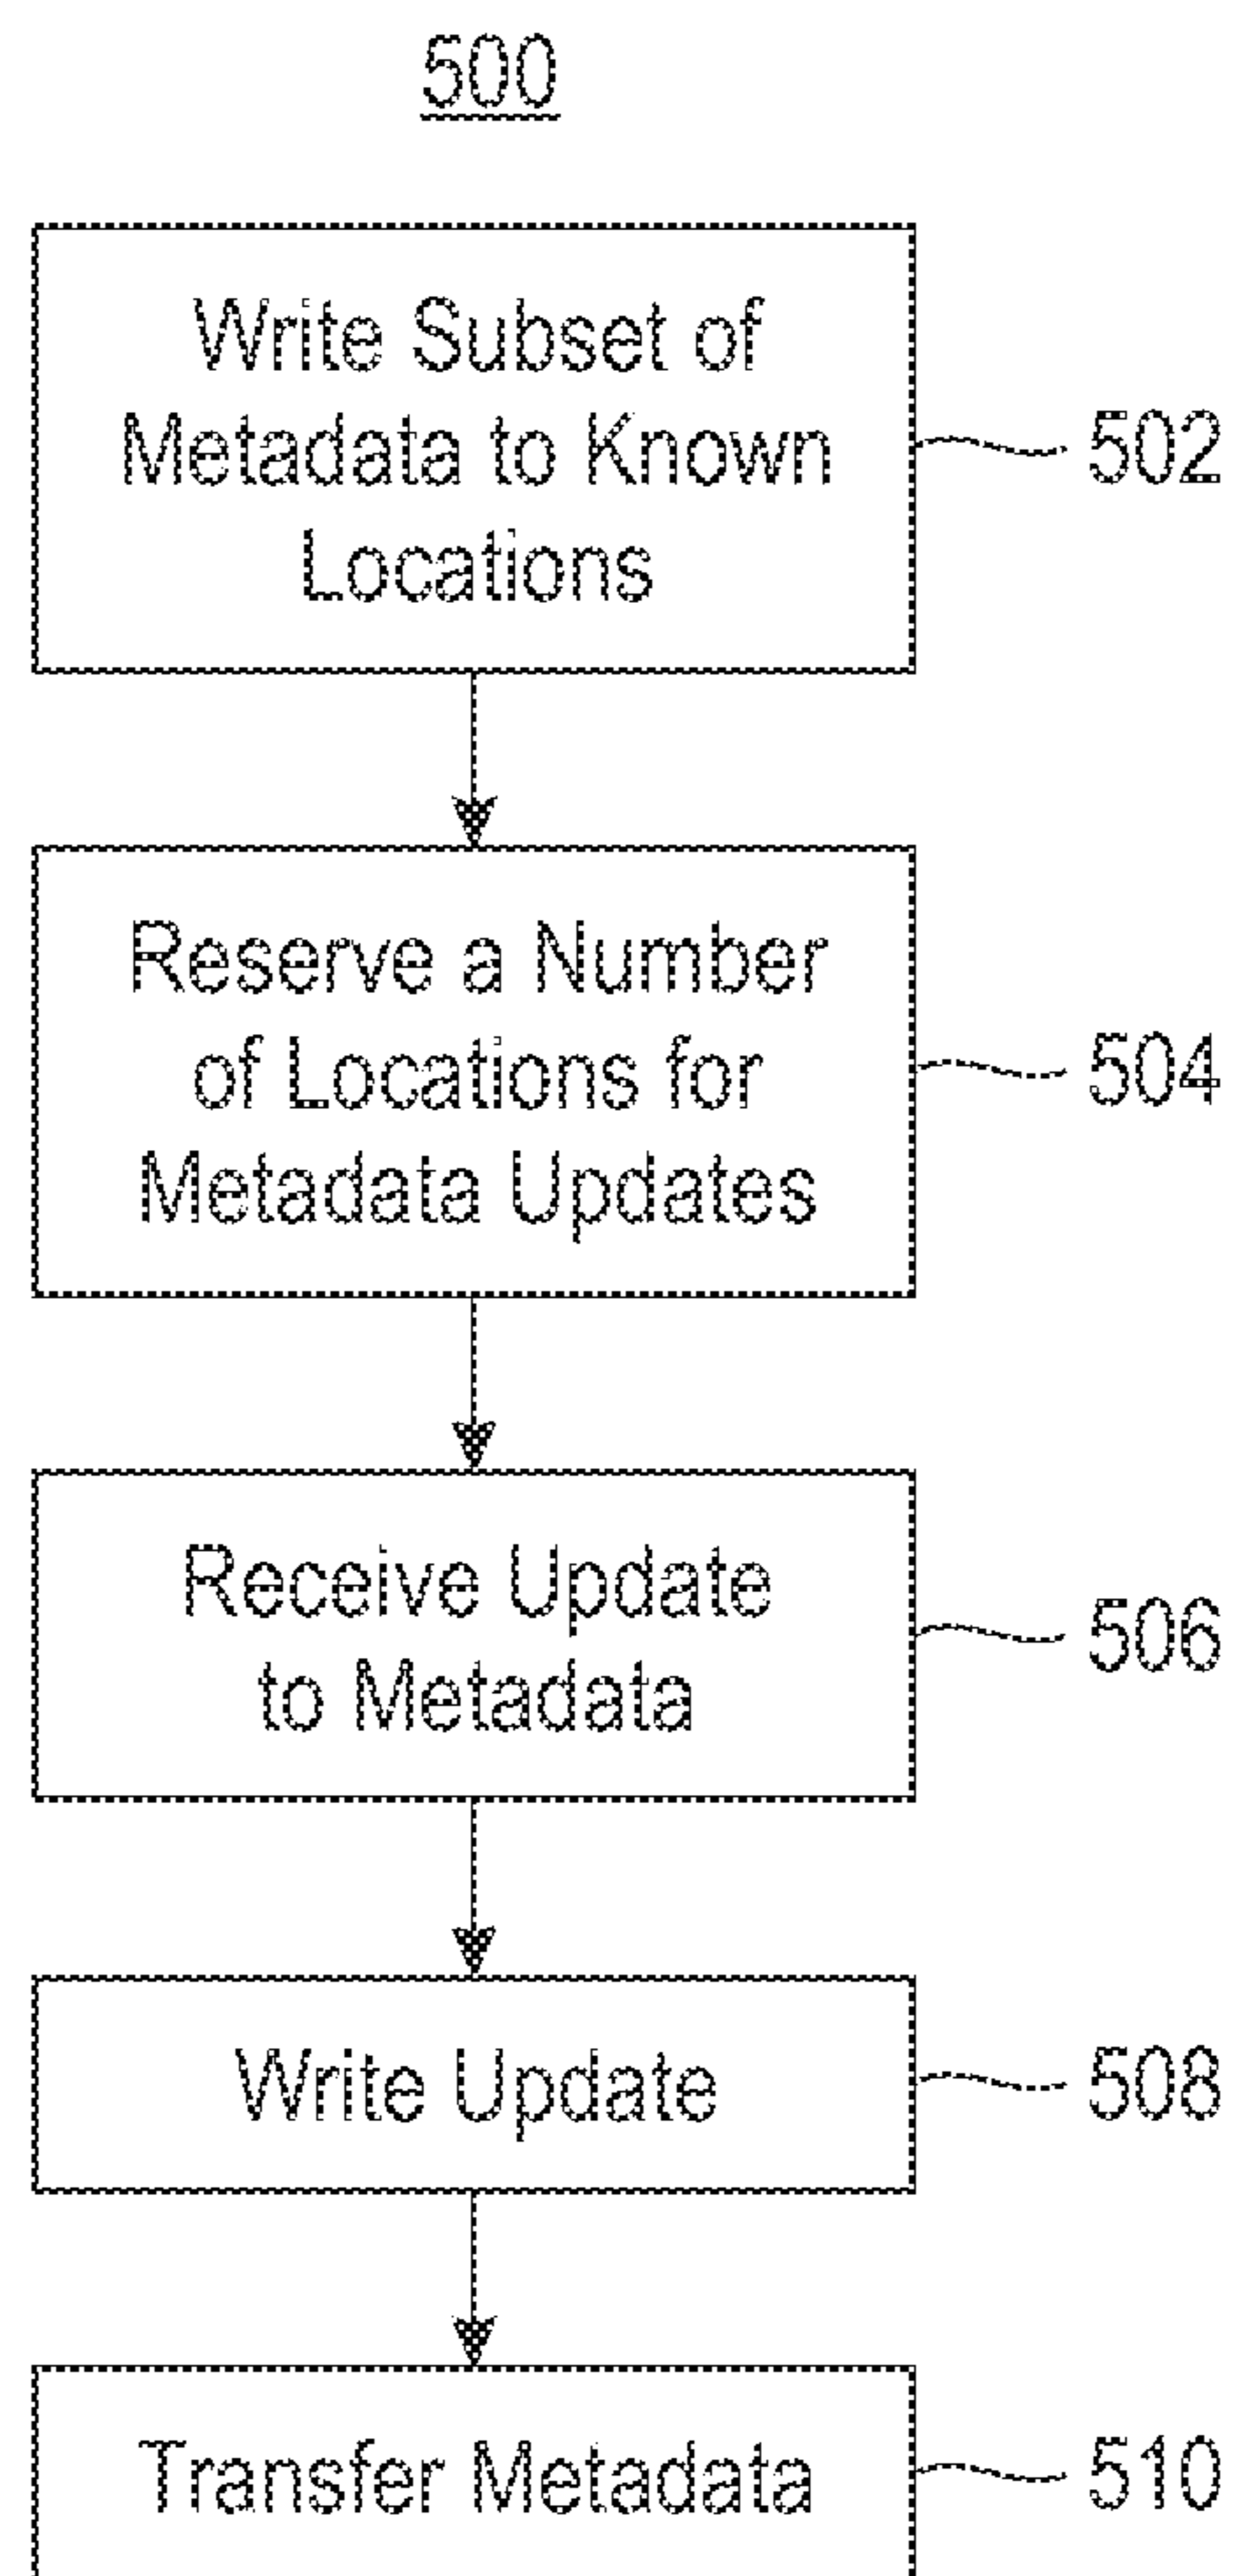 500
Write Subset of
Metadata to Known
Locations
502
Reserve a Number
of Locations for
Metadata Updates
504
Receive Update
to Metadata
506
Write Update
508
Transfer Metadata
510